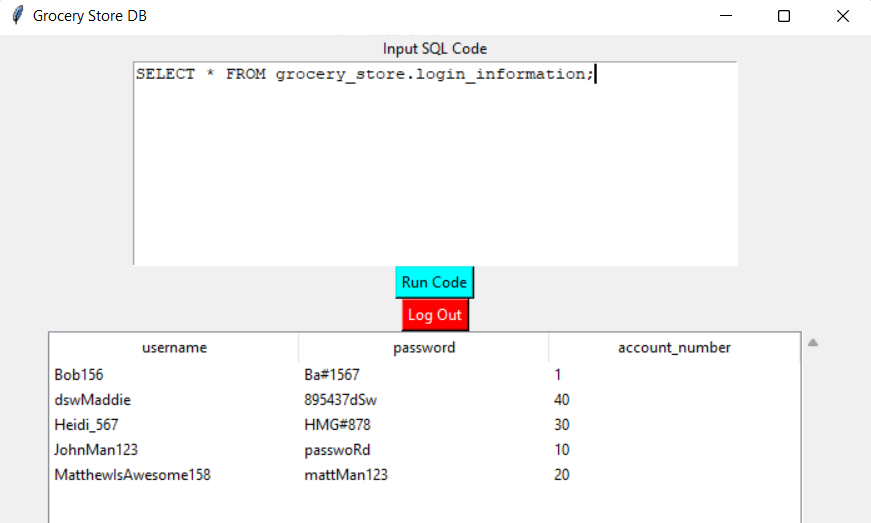 Grocery Store DB
Input SQL Code
SELECT * FROM grocery_store.login_information;
Run Code
Log Out
username password account_number
Bob156 Ba#1567 1
dswMaddie 895437dSw 40
Heidi_567 HMG#878 30
JohnMan123 passwoRd 10
MatthewIsAwesome158 mattMan123 20